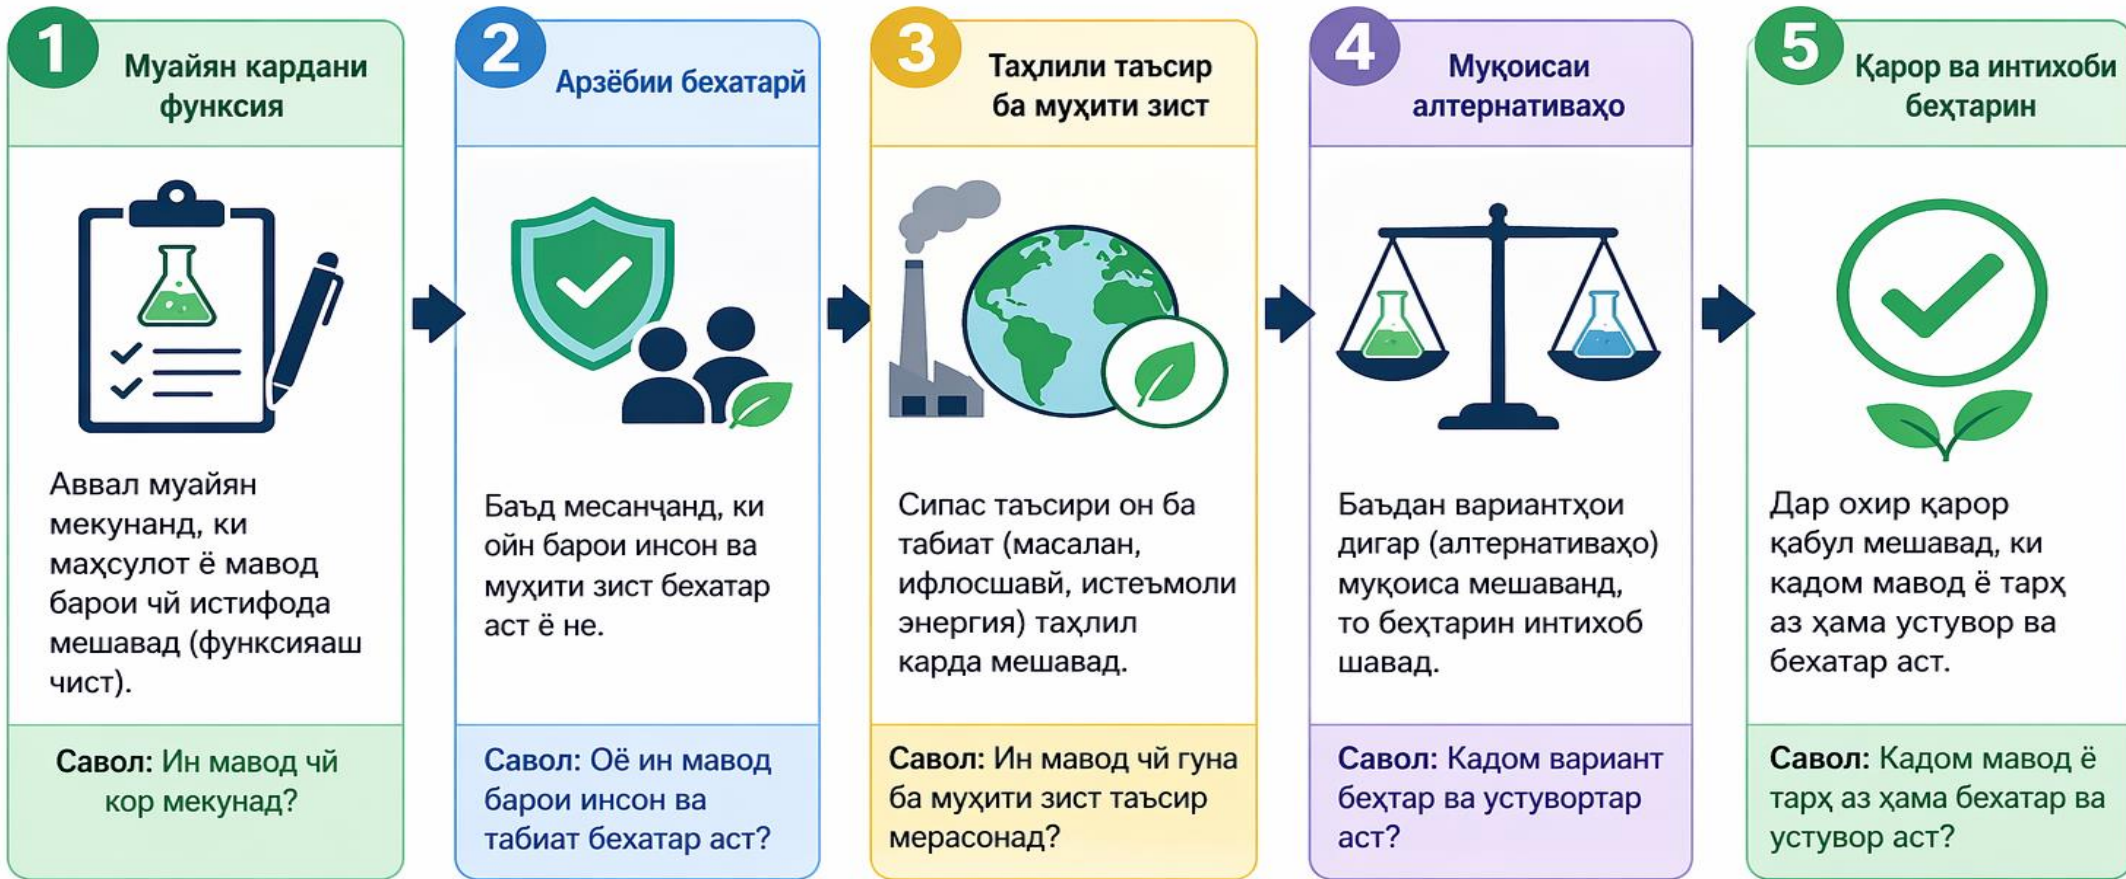 1
Муайян кардани
функсия
Аввал муайян
мекунанд, ки
маҳсулот ё мавод
барои чӣ истифода
мешавад (функсияаш
чист).
Савол: Ин мавод чӣ
кор мекунад?
2
Арзёбии бехатарӣ
Баъд месанҷанд, ки
ойн барои инсон ва
муҳити зист бехатар
аст ё не.
Савол: Оё ин мавод
барои инсон ва
табиат бехатар аст?
3
Таҳлили таъсир
ба муҳити зист
Сипас таъсири он ба
табиат (масалан,
ифлосшавӣ, истеъмоли
энергия) таҳлил
карда мешавад.
Савол: Ин мавод чӣ гуна
ба муҳити зист таъсир
мерасонад?
4
Муқоисаи
алтернативаҳо
Баъдан вариантҳои
дигар (алтернативаҳо)
муқоиса мешаванд,
то беҳтарин интихоб
шавад.
Савол: Кадом вариант
беҳтар ва устувортар
аст?
5
Қарор ва интихоби
беҳтарин
Дар охир қарор
қабул мешавад, ки
кадом мавод ё тарҳ
аз ҳама устувор ва
бехатар аст.
Савол: Кадом мавод ё
тарҳ аз ҳама бехатар ва
устувор аст?